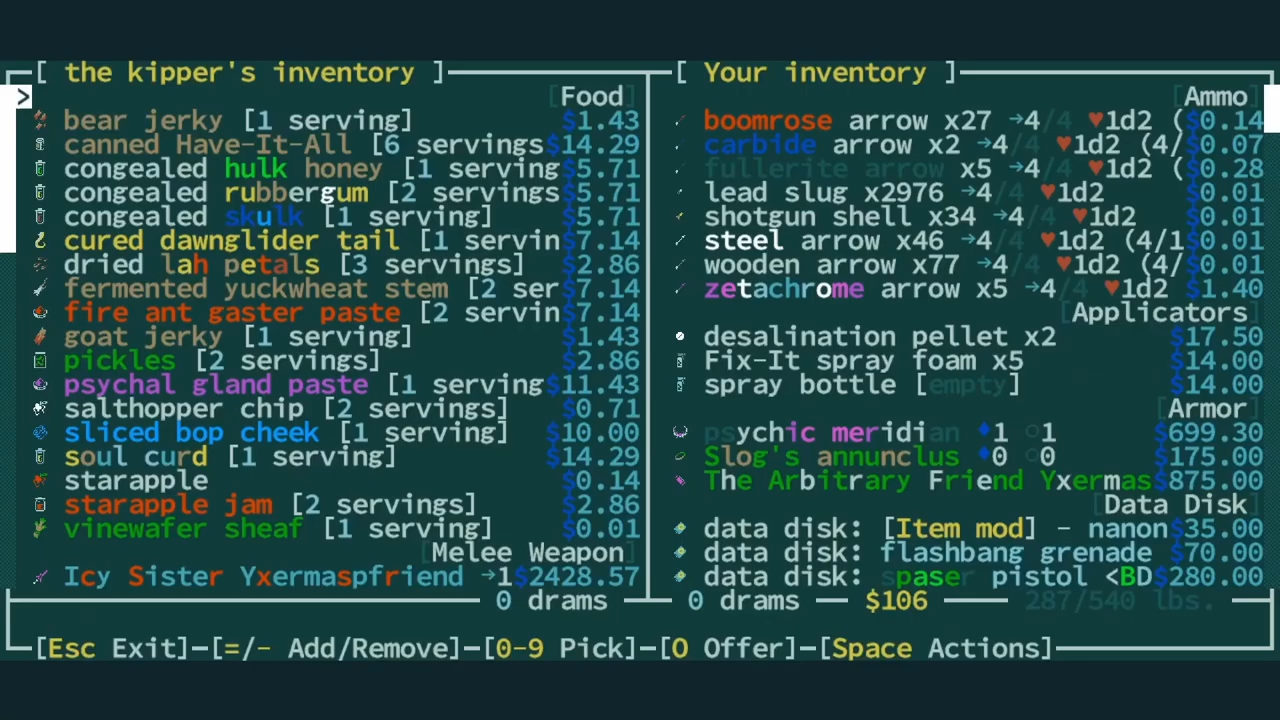 [ the kipper's inventory ]
> [Food]
bear jerky [1 serving] $1.43
canned Have-It-All [6 servings $14.29
congealed hulk honey [1 serving $5.71
congealed rubbergum [2 servings $5.71
congealed skulk [1 serving] $5.71
cured dawnglider tail [1 servin $7.14
dried lah petals [3 servings] $2.86
fermented yuckwheat stem [2 ser $7.14
fire ant gaster paste [2 servin $7.14
goat jerky [1 serving] $1.43
pickles [2 servings] $2.86
psychal gland paste [1 serving $11.43
salthopper chip [2 servings] $0.71
sliced bop cheek [1 serving] $10.00
soul curd [1 serving] $14.29
starapple $0.14
starapple jam [2 servings] $2.86
vinewafer sheaf [1 serving] $0.01
[Melee Weapon]
Icy Sister Yxermaspfriend →1 $2428.57
0 drams
[ Your inventory ]
[Ammo]
boomrose arrow x27 →4/4 ♥1d2 ( $0.14
carbide arrow x2 →4/4 ♥1d2 (4/ $0.07
fullerite arrow x5 →4/4 ♥1d2 ( $0.28
lead slug x2976 →4/4 ♥1d2 $0.01
shotgun shell x34 →4/4 ♥1d2 $0.01
steel arrow x46 →4/4 ♥1d2 (4/1 $0.01
wooden arrow x77 →4/4 ♥1d2 (4/ $0.01
zetachrome arrow x5 →4/4 ♥1d2 $1.40
[Applicators]
desalination pellet x2 $17.50
Fix-It spray foam x5 $14.00
spray bottle [empty] $14.00
[Armor]
psychic meridian ♦1 ○1 $699.30
Slog's annunclus ♦0 ○0 $175.00
The Arbitrary Friend Yxermas $875.00
[Data Disk]
data disk: [Item mod] - nanon $35.00
data disk: flashbang grenade $70.00
data disk: spaser pistol <BD $280.00
0 drams — $106 — 287/540 lbs.
[Esc Exit]—[=/- Add/Remove]—[0-9 Pick]—[O Offer]—[Space Actions]